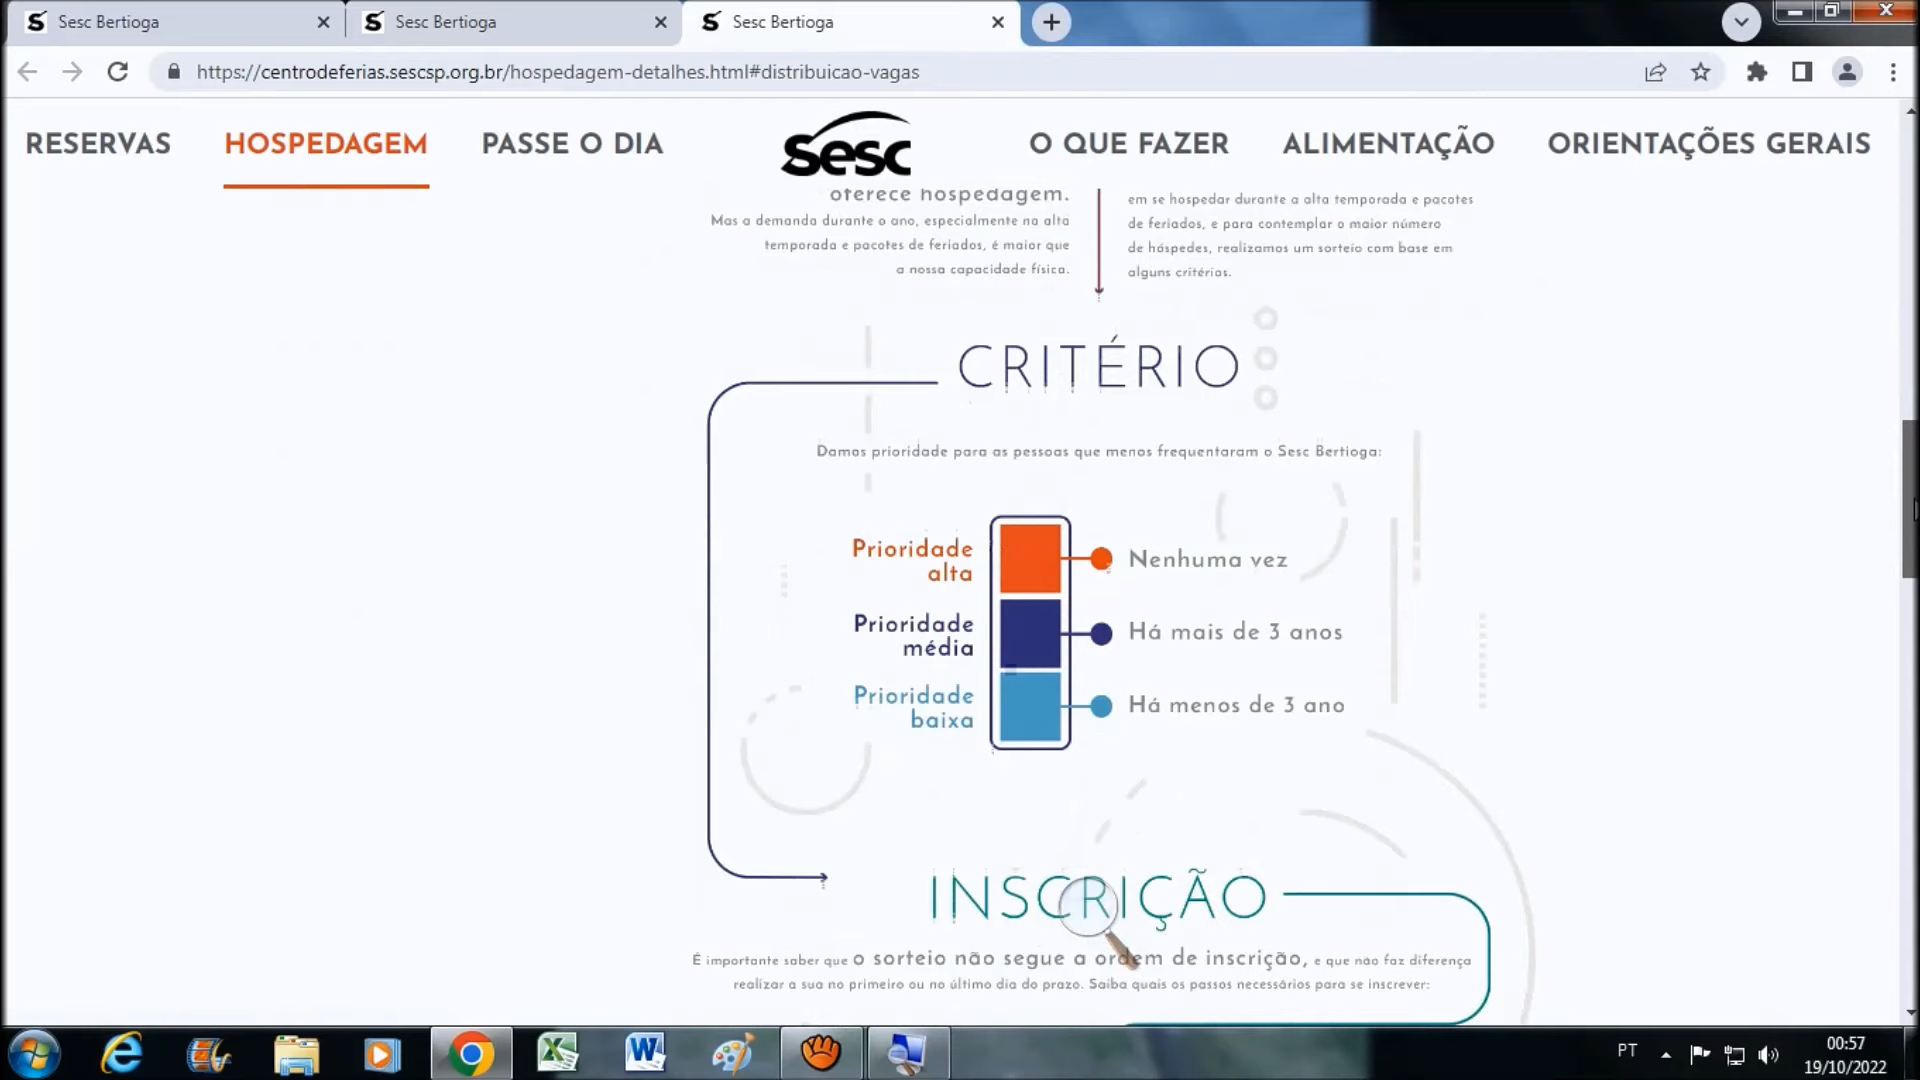 Sesc Bertioga
Sesc Bertioga
Sesc Bertioga
https://centrodeferias.sescsp.org.br/hospedagem-detalhes.html#distribuicao-vagas
RESERVAS
HOSPEDAGEM
PASSE O DIA
Sesc
O QUE FAZER
ALIMENTAÇÃO
ORIENTAÇÕES GERAIS
oferece hospedagem.
Mas a demanda durante o ano, especialmente na alta
temporada e pacotes de feriados, é maior que
a nossa capacidade física.
em se hospedar durante a alta temporada e pacotes
de feriados, e para contemplar o maior número
de hóspedes, realizamos um sorteio com base em
alguns critérios.
CRITÉRIO
Damos prioridade para as pessoas que menos frequentaram o Sesc Bertioga:
Prioridade
alta
Nenhuma vez
Prioridade
média
Há mais de 3 anos
Prioridade
baixa
Há menos de 3 ano
INSCRIÇÃO
É importante saber que o sorteio não segue a ordem de inscrição, e que não faz diferença
realizar a sua no primeiro ou no último dia do prazo. Saiba quais os passos necessários para se inscrever:
PT
00:57
19/10/2022